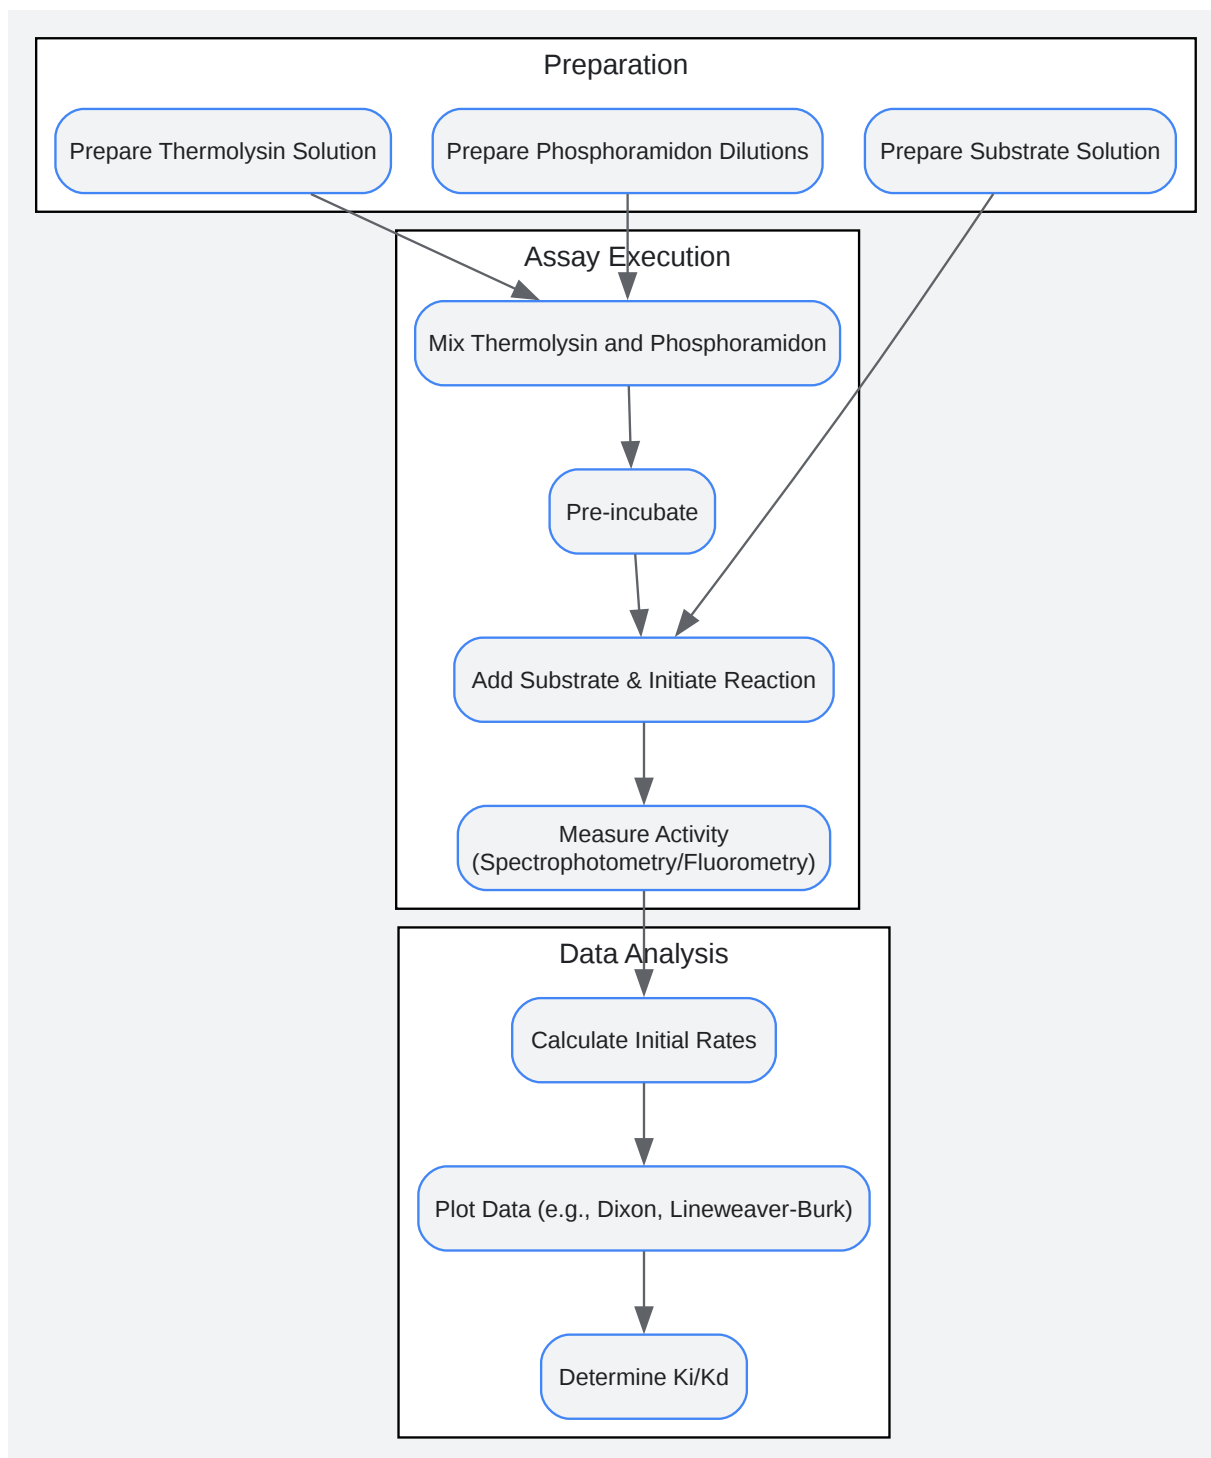 Preparation
Prepare Thermolysin Solution
Prepare Phosphoramidon Dilutions
Prepare Substrate Solution
Assay Execution
Mix Thermolysin and Phosphoramidon
Pre-incubate
Add Substrate & Initiate Reaction
Measure Activity
(Spectrophotometry/Fluorometry)
Data Analysis
Calculate Initial Rates
Plot Data (e.g., Dixon, Lineweaver-Burk)
Determine Ki/Kd